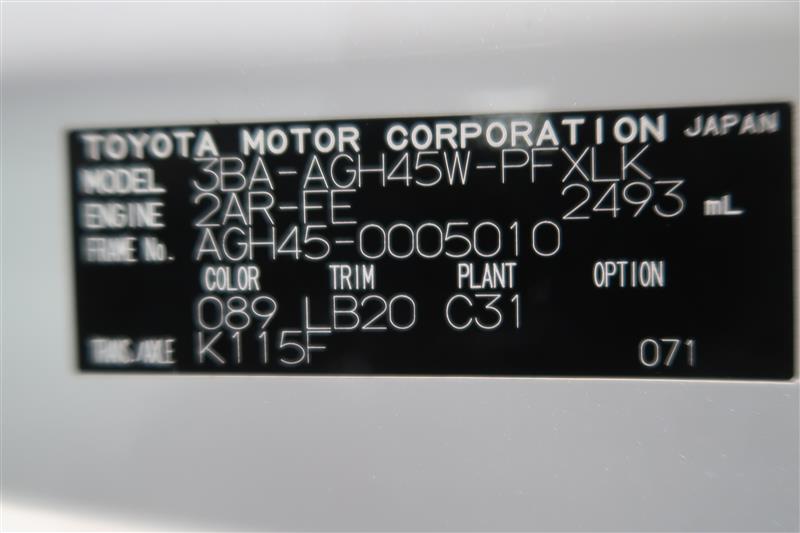 TOYOTA MOTOR CORPORATION JAPAN
MODEL 3BA-AGH45W-PFXLK
ENGINE 2AR-FE 2493 mL
FRAME No. AGH45-0005010
COLOR TRIM PLANT OPTION
089 LB20 C31
TRANS./AXLE K115F 071